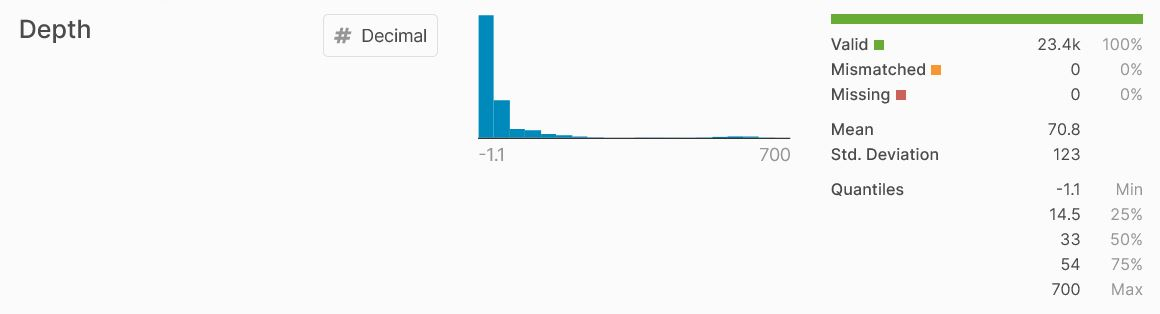 Depth
# Decimal
-1.1 700
Valid 23.4k 100%
Mismatched 0 0%
Missing 0 0%
Mean 70.8
Std. Deviation 123
Quantiles -1.1 Min
14.5 25%
33 50%
54 75%
700 Max